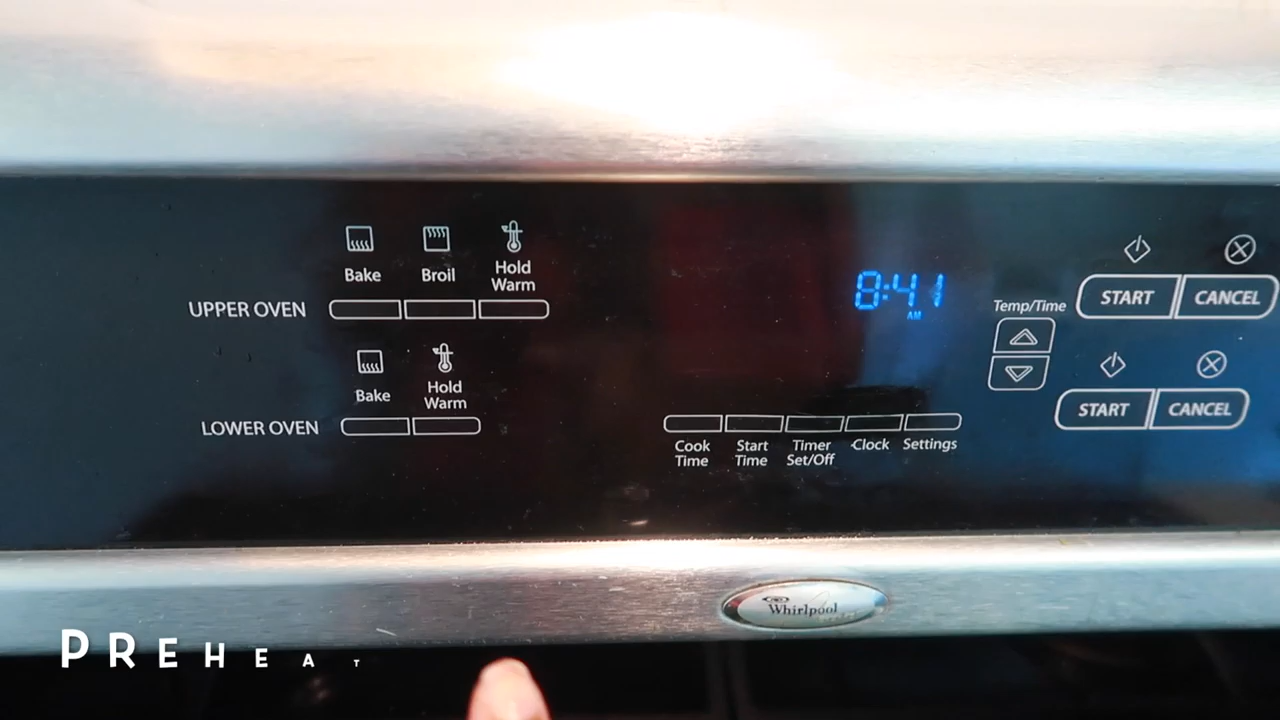 Bake Broil Hold Warm
UPPER OVEN
Bake Hold Warm
LOWER OVEN
8:41
AM
Temp/Time
START CANCEL
START CANCEL
Cook Time Start Time Timer Set/Off Clock Settings
Whirlpool
PREHEAT